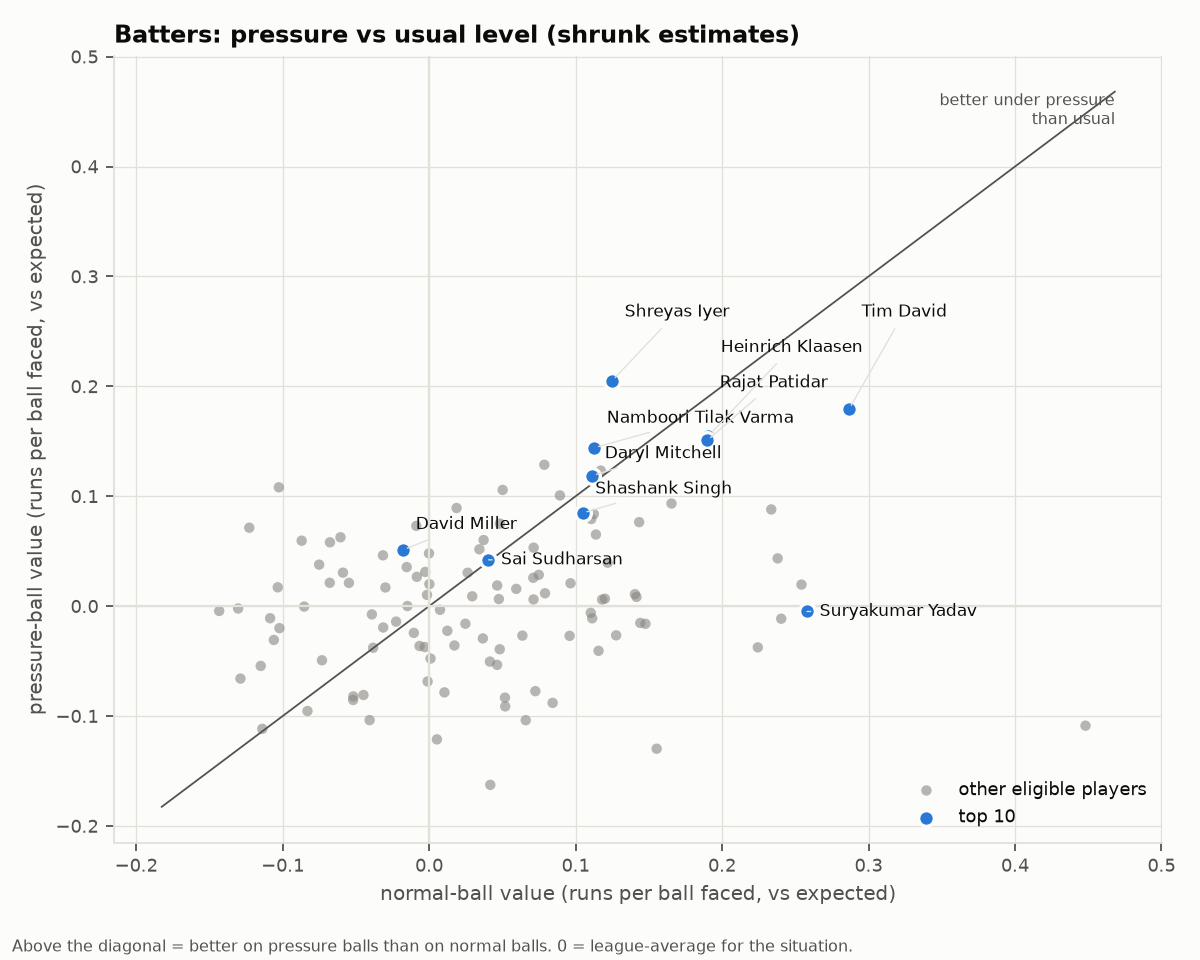 Batters: pressure vs usual level (shrunk estimates)
0.5
0.4
0.3
0.2
0.1
0.0
−0.1
−0.2
pressure-ball value (runs per ball faced, vs expected)
better under pressure
than usual
Shreyas Iyer
Tim David
Heinrich Klaasen
Rajat Patidar
Namboori Tilak Varma
Daryl Mitchell
Shashank Singh
David Miller
Sai Sudharsan
Suryakumar Yadav
other eligible players
top 10
−0.2
−0.1
0.0
0.1
0.2
0.3
0.4
0.5
normal-ball value (runs per ball faced, vs expected)
Above the diagonal = better on pressure balls than on normal balls. 0 = league-average for the situation.